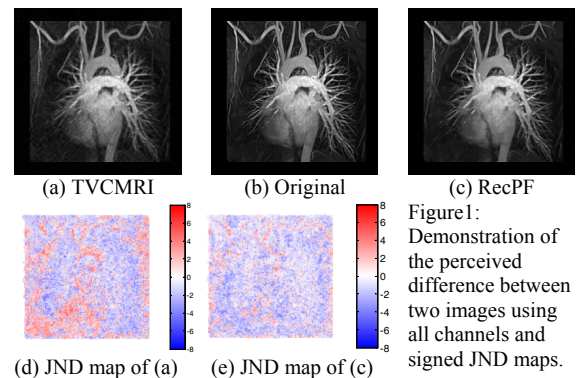 (a) TVCMRI
(b) Original
(c) RecPF
8
6
4
2
0
-2
-4
-6
-8
(d) JND map of (a)
8
6
4
2
0
-2
-4
-6
-8
(e) JND map of (c)
Figure1:
Demonstration of
the perceived
difference between
two images using
all channels and
signed JND maps.